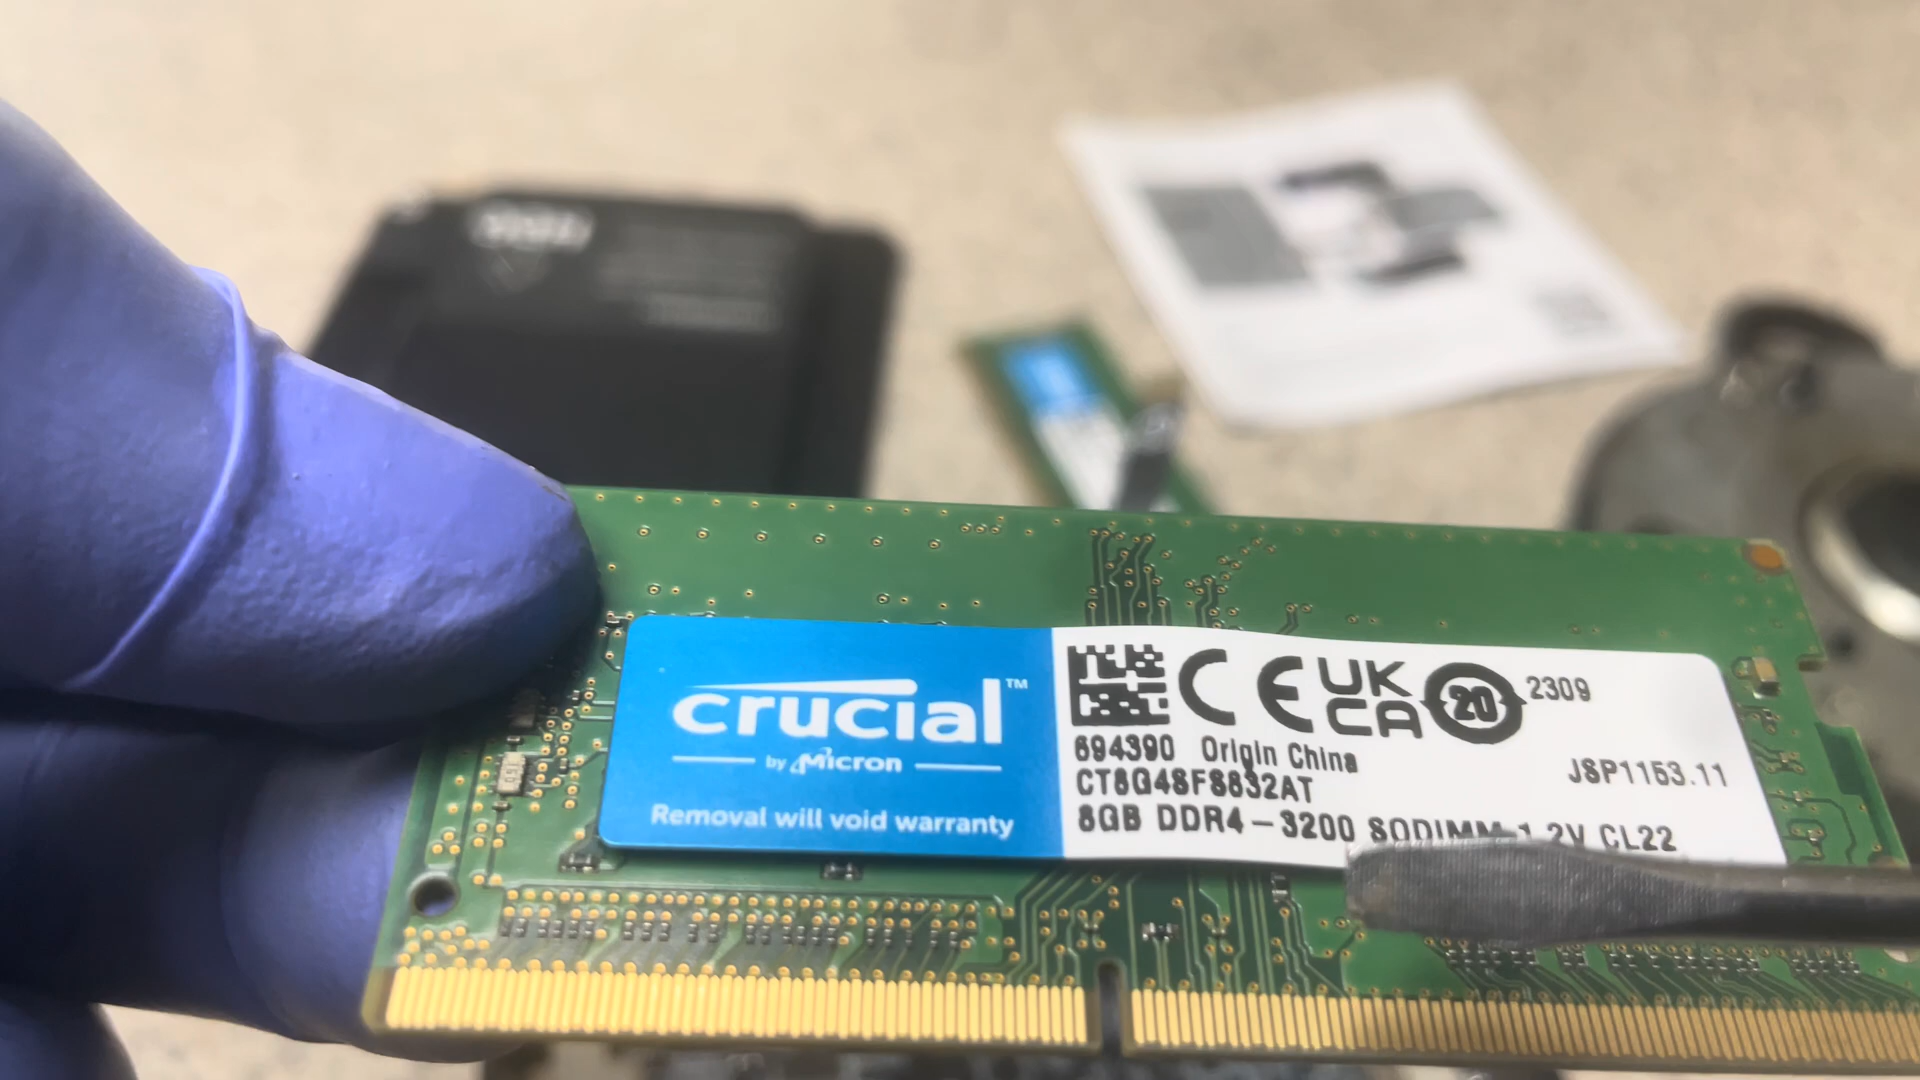 crucial™
by Micron
Removal will void warranty
CE UK CA 20 2309
694390 Origin China
CT8G4SFS832AT
JSP1153.11
8GB DDR4-3200 SODIMM 1.2V CL22